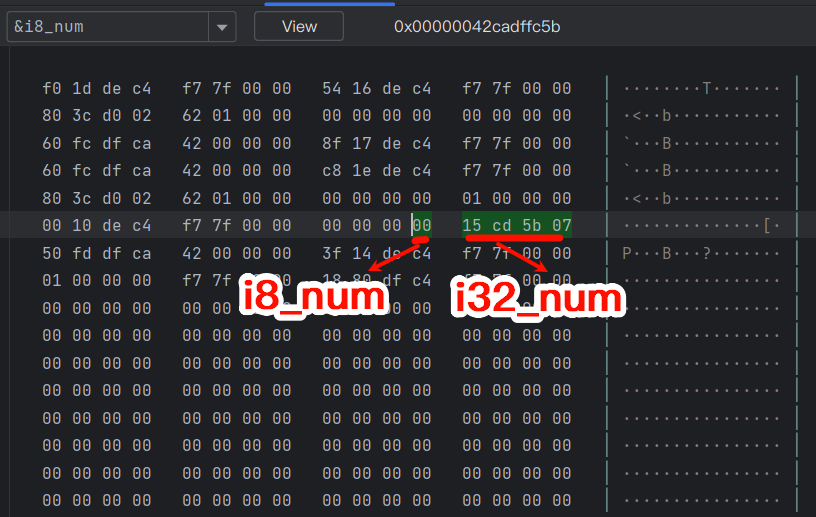 &i8_num View 0x00000042cadffc5b
f0 1d de c4 f7 7f 00 00 54 16 de c4 f7 7f 00 00 | ········T······· |
80 3c d0 02 62 01 00 00 00 00 00 00 00 00 00 00 | ·<··b··········· |
60 fc df ca 42 00 00 00 8f 17 de c4 f7 7f 00 00 | `···B··········· |
60 fc df ca 42 00 00 00 c8 1e de c4 f7 7f 00 00 | `···B··········· |
80 3c d0 02 62 01 00 00 00 00 00 00 01 00 00 00 | ·<··b··········· |
00 10 de c4 f7 7f 00 00 00 00 00 00 15 cd 5b 07 | ··············[· |
50 fd df ca 42 00 00 00 3f 14 de c4 f7 7f 00 00 | P···B···?······· |
01 00 00 00 f7 7f 00 00 18 80 df c4 00 00 | ················ |
i8_num i32_num
00 00 00 00 00 00 00 00 00 | ················ |
00 00 00 00 00 00 00 00 00 00 00 00 00 00 00 00 | ················ |
00 00 00 00 00 00 00 00 00 00 00 00 00 00 00 00 | ················ |
00 00 00 00 00 00 00 00 00 00 00 00 00 00 00 00 | ················ |
00 00 00 00 00 00 00 00 00 00 00 00 00 00 00 00 | ················ |
00 00 00 00 00 00 00 00 00 00 00 00 00 00 00 00 | ················ |
00 00 00 00 00 00 00 00 00 00 00 00 00 00 00 00 | ················ |
00 00 00 00 00 00 00 00 00 00 00 00 00 00 00 00 | ················ |